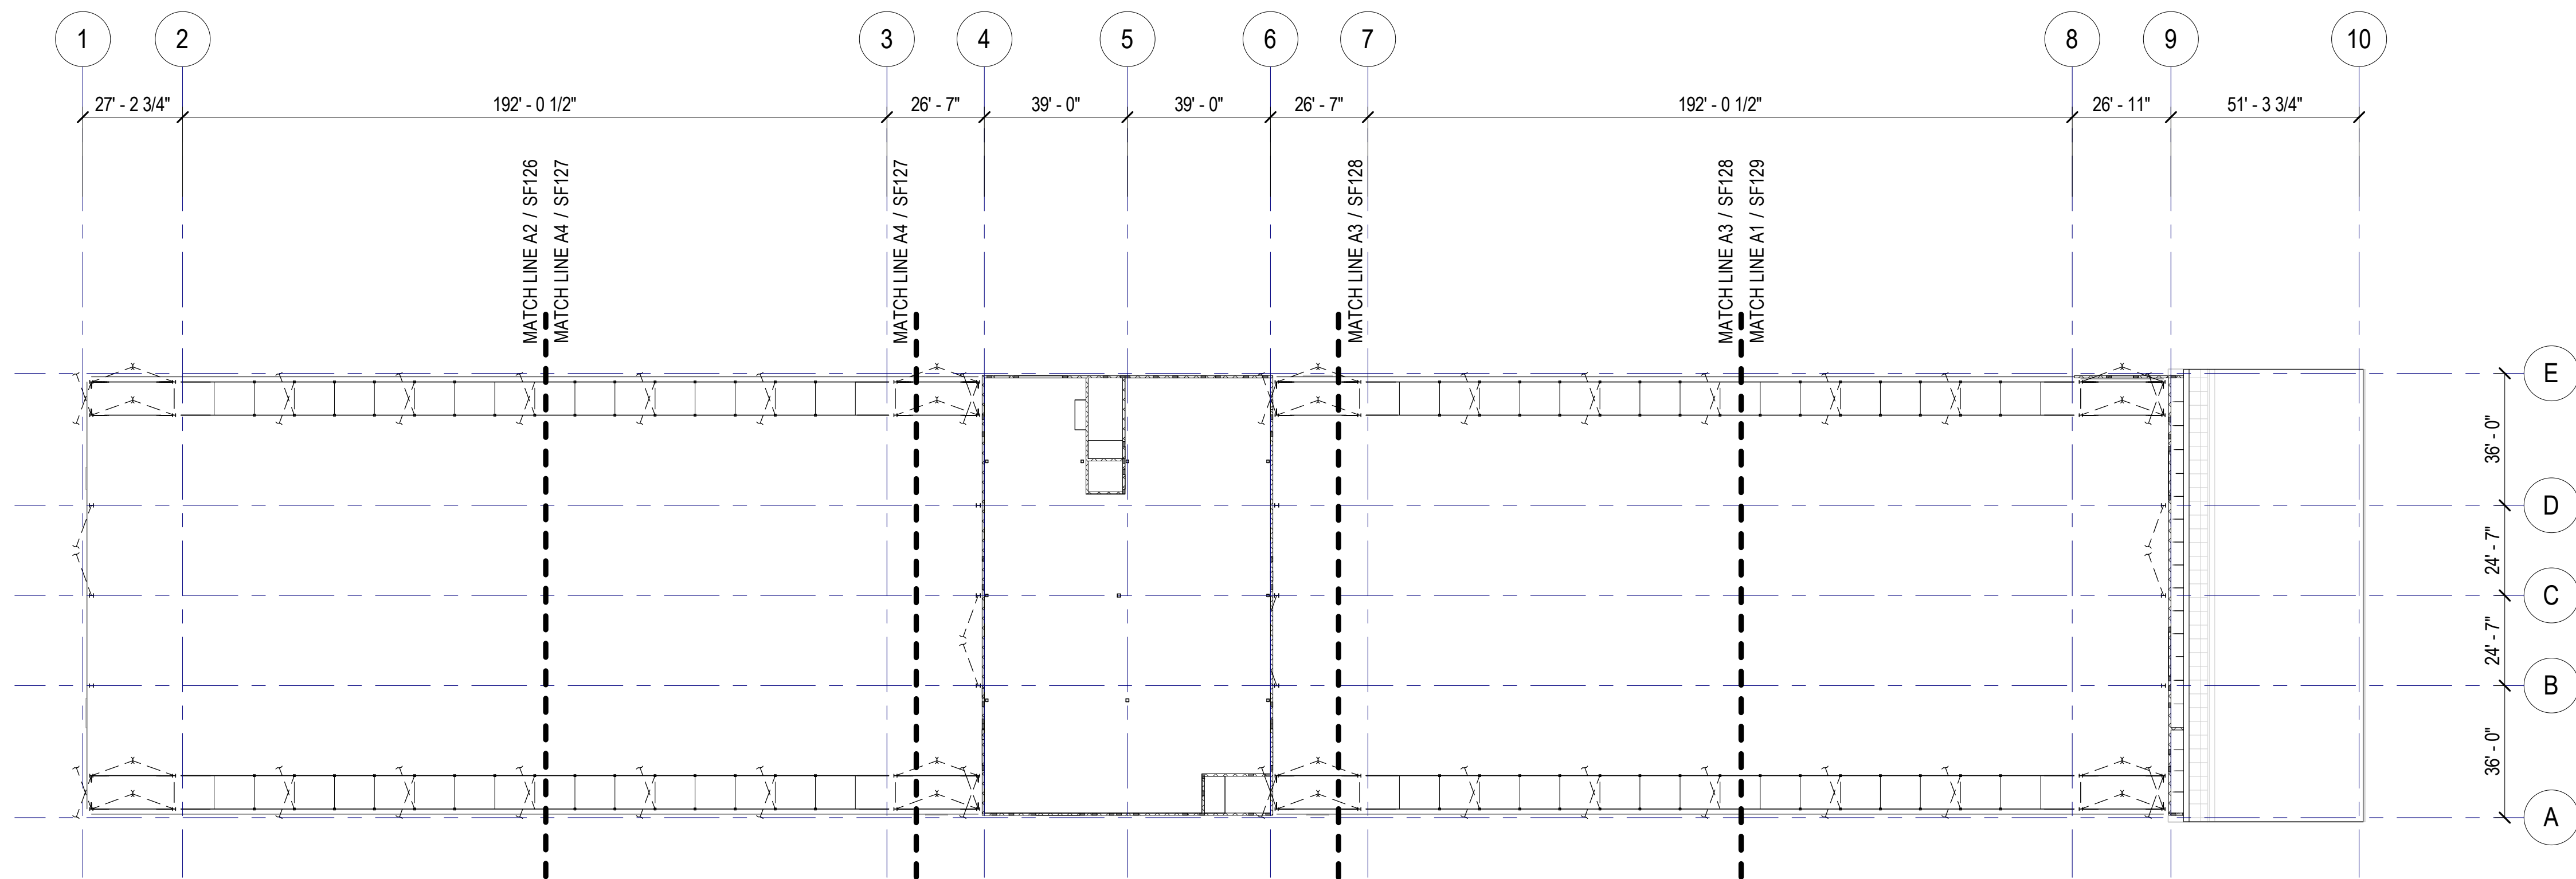 1 2 3 4 5 6 7 8 9 10
27' - 2 3/4" 192' - 0 1/2" 26' - 7" 39' - 0" 39' - 0" 26' - 7" 192' - 0 1/2" 26' - 11" 51' - 3 3/4"
MATCH LINE A2 / SF126
MATCH LINE A4 / SF127
MATCH LINE A4 / SF127
MATCH LINE A3 / SF128
MATCH LINE A3 / SF128
MATCH LINE A1 / SF129
E
36' - 0"
D
24' - 7"
C
24' - 7"
B
36' - 0"
A